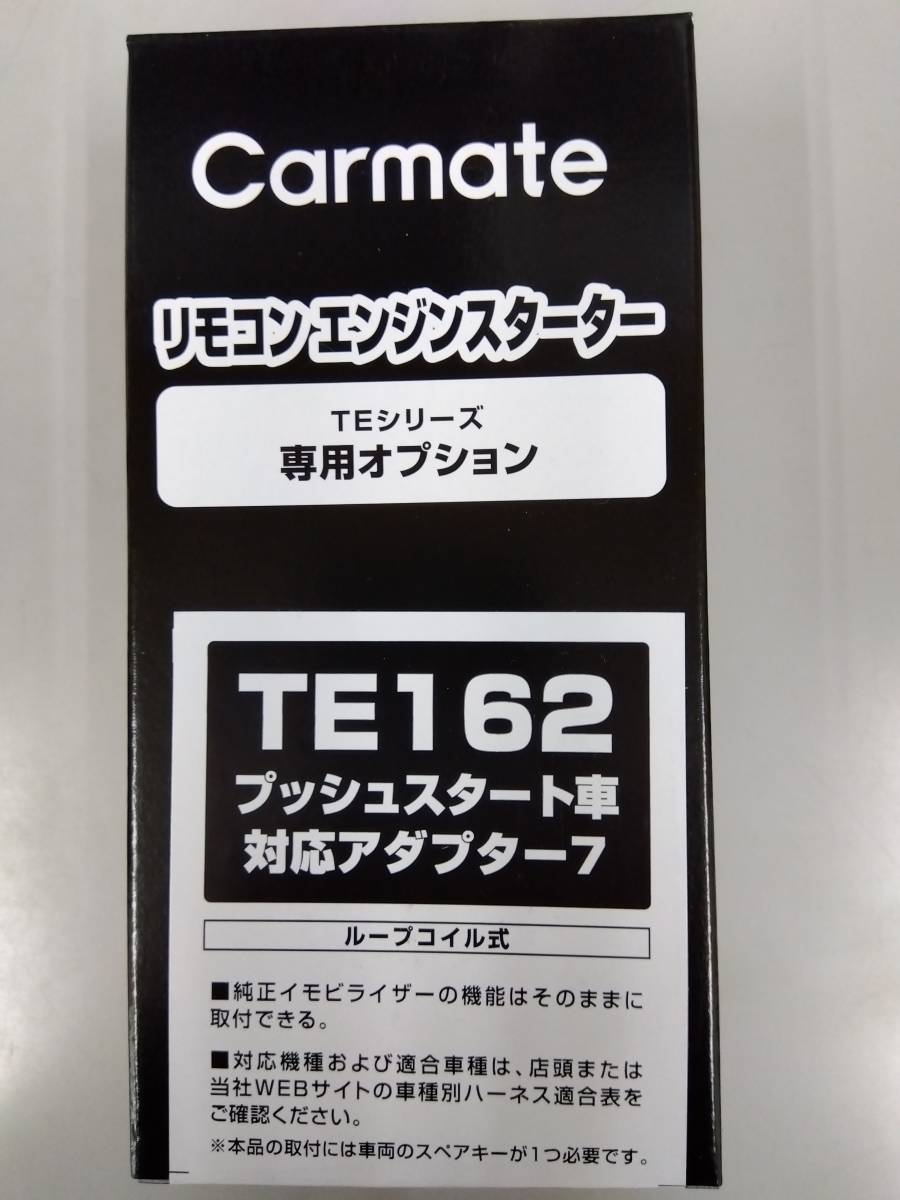 Carmate
リモコンエンジンスターター
TEシリーズ
専用オプション
TE162
プッシュスタート車
対応アダプター7
ループコイル式
■純正イモビライザーの機能はそのままに
取付できる。
■対応機種および適合車種は、店頭または
当社WEBサイトの車種別ハーネス適合表を
ご確認ください。
※本品の取付には車両のスペアキーが1つ必要です。